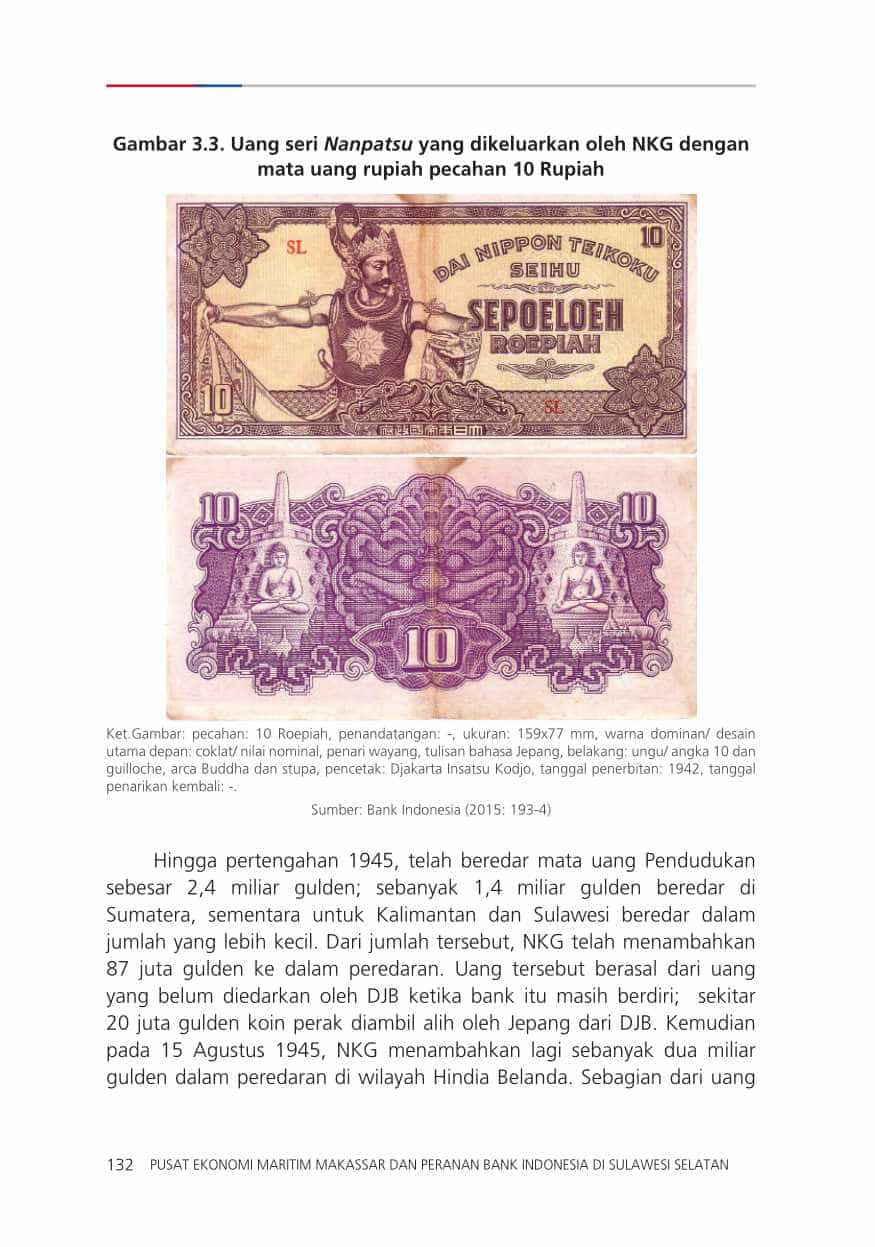 Gambar 3.3. Uang seri Nanpatsu yang dikeluarkan oleh NKG dengan
mata uang rupiah pecahan 10 Rupiah
SL
10
DAI NIPPON TEIKOKU
SEIHU
SEPOELOEH
ROEPIAH
10
SL
府政國帝本日大
10
10
10
Ket.Gambar: pecahan: 10 Roepiah, penandatangan: -, ukuran: 159x77 mm, warna dominan/ desain
utama depan: coklat/ nilai nominal, penari wayang, tulisan bahasa Jepang, belakang: ungu/ angka 10 dan
guilloche, arca Buddha dan stupa, pencetak: Djakarta Insatsu Kodjo, tanggal penerbitan: 1942, tanggal
penarikan kembali: -.
Sumber: Bank Indonesia (2015: 193-4)
Hingga pertengahan 1945, telah beredar mata uang Pendudukan
sebesar 2,4 miliar gulden; sebanyak 1,4 miliar gulden beredar di
Sumatera, sementara untuk Kalimantan dan Sulawesi beredar dalam
jumlah yang lebih kecil. Dari jumlah tersebut, NKG telah menambahkan
87 juta gulden ke dalam peredaran. Uang tersebut berasal dari uang
yang belum diedarkan oleh DJB ketika bank itu masih berdiri; sekitar
20 juta gulden koin perak diambil alih oleh Jepang dari DJB. Kemudian
pada 15 Agustus 1945, NKG menambahkan lagi sebanyak dua miliar
gulden dalam peredaran di wilayah Hindia Belanda. Sebagian dari uang
132 PUSAT EKONOMI MARITIM MAKASSAR DAN PERANAN BANK INDONESIA DI SULAWESI SELATAN